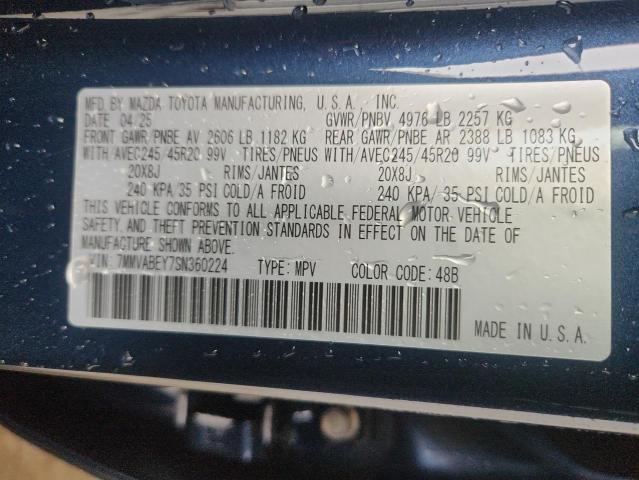 MFD. BY MAZDA TOYOTA MANUFACTURING, U.S.A., INC.
DATE 04/25 GVWR/PNBV 4976 LB 2257 KG
FRONT GAWR/PNBE AV 2606 LB 1182 KG REAR GAWR/PNBE AR 2388 LB 1083 KG
WITH AVEC245/45R20 99V TIRES/PNEUS WITH AVEC245/45R20 99V TIRES/PNEUS
20X8J RIMS/JANTES 20X8J RIMS/JANTES
240 KPA/35 PSI COLD/A FROID 240 KPA/35 PSI COLD/A FROID
THIS VEHICLE CONFORMS TO ALL APPLICABLE FEDERAL MOTOR VEHICLE
SAFETY, AND THEFT PREVENTION STANDARDS IN EFFECT ON THE DATE OF
MANUFACTURE SHOWN ABOVE.
VIN: 7MMVABEY7SN360224 TYPE: MPV COLOR CODE: 48B
MADE IN U.S.A.